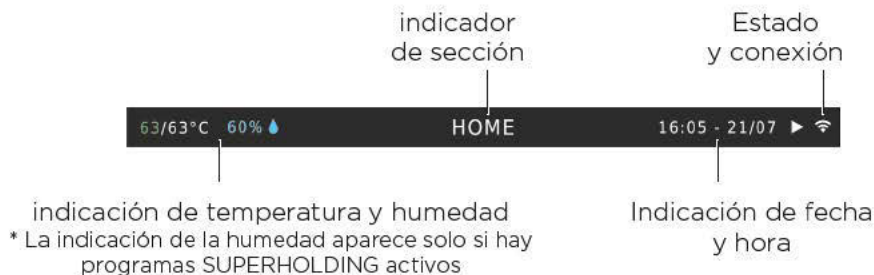 indicador
de sección
Estado
y conexión
63/63°C 60% HOME 16:05 - 21/07
indicación de temperatura y humedad
* La indicación de la humedad aparece solo si hay
programas SUPERHOLDING activos
Indicación de fecha
y hora